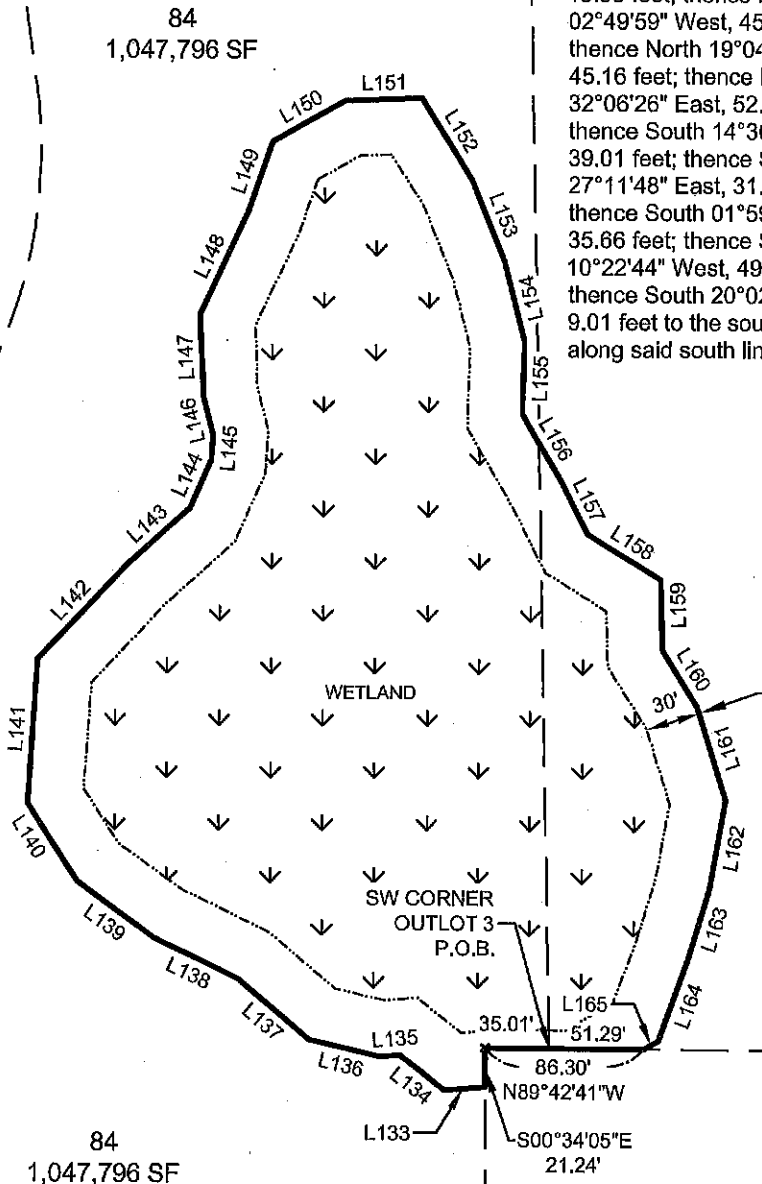 84
1,047,796 SF
02°49'59" West, 45
thence North 19°04
45.16 feet; thence
32°06'26" East, 52.
thence South 14°3
39.01 feet; thence S
27°11'48" East, 31.
thence South 01°59
35.66 feet; thence S
10°22'44" West, 49
thence South 20°02
9.01 feet to the sou
along said south lin
L151
L150
L152
L149
L153
L148
L154
L147
L155
L146
L145
L156
L144
L157
L143
L158
L142
L159
L160
WETLAND
30'
L141
L161
L140
L162
SW CORNER
OUTLOT 3
P.O.B.
L139
L163
L138
L165
L164
L137
35.01'
51.29'
L135
L136
86.30'
L134
N89°42'41"W
L133
S00°34'05"E
21.24'
84
1,047,796 SF